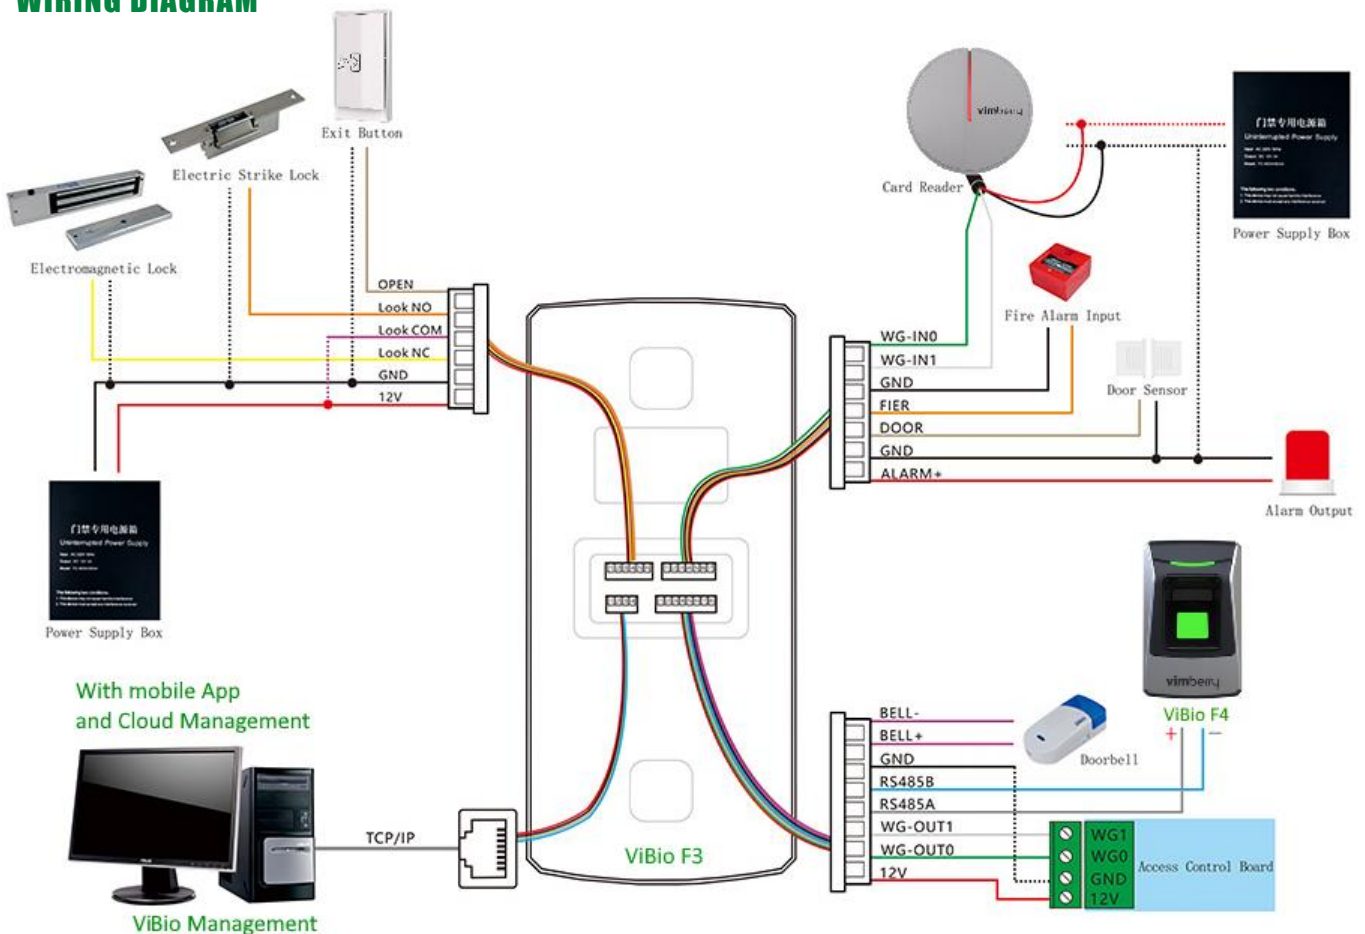 WIRING DIAGRAM
Exit Button
Electric Strike Lock
Electromagnetic Lock
OPEN
Look NO
Look COM
Look NC
GND
12V
门禁专用电源箱
Uninterrupted Power Supply
Power Supply Box
vimberry
Card Reader
门禁专用电源箱
Uninterrupted Power Supply
The following two conditions.
Power Supply Box
Fire Alarm Input
WG-IN0
WG-IN1
GND
FIER
DOOR
GND
ALARM+
Door Sensor
Alarm Output
With mobile App
and Cloud Management
TCP/IP
ViBio Management
ViBio F3
BELL-
BELL+
GND
RS485B
RS485A
WG-OUT1
WG-OUT0
12V
Doorbell
vimberry
ViBio F4
+ −
WG1
WG0
GND
12V
Access Control Board